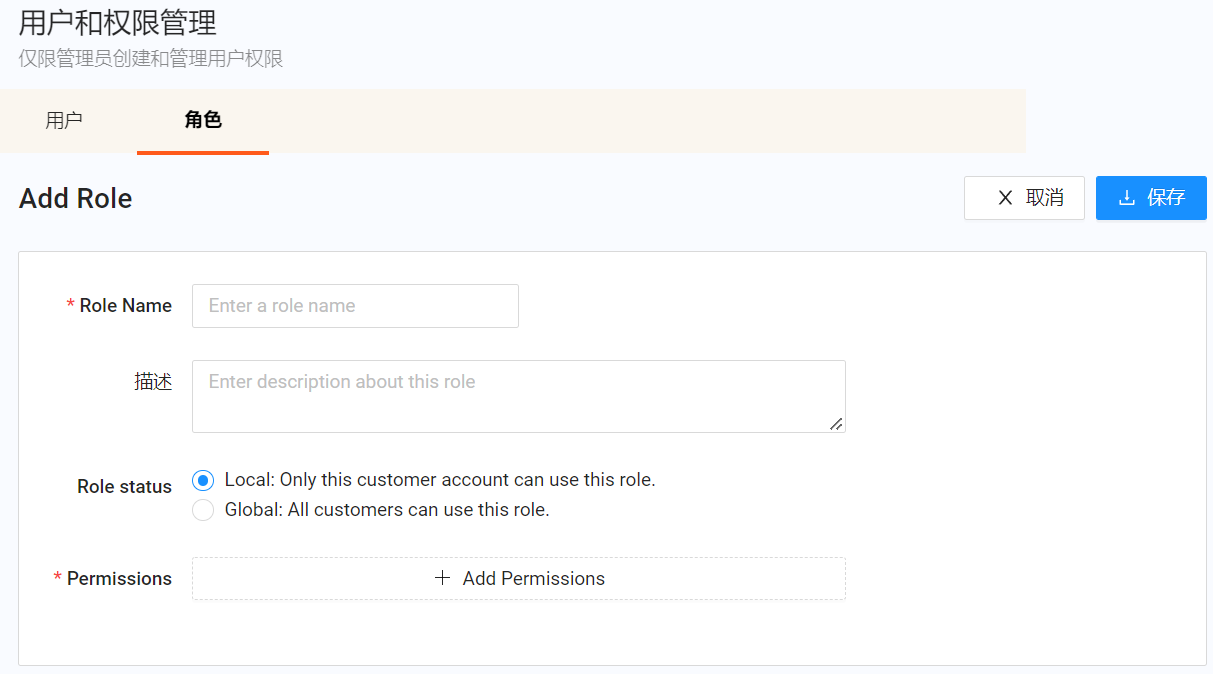 用户和权限管理
仅限管理员创建和管理用户权限
用户 角色
Add Role
取消 保存
* Role Name Enter a role name
描述 Enter description about this role
Role status Local: Only this customer account can use this role.
Global: All customers can use this role.
* Permissions + Add Permissions